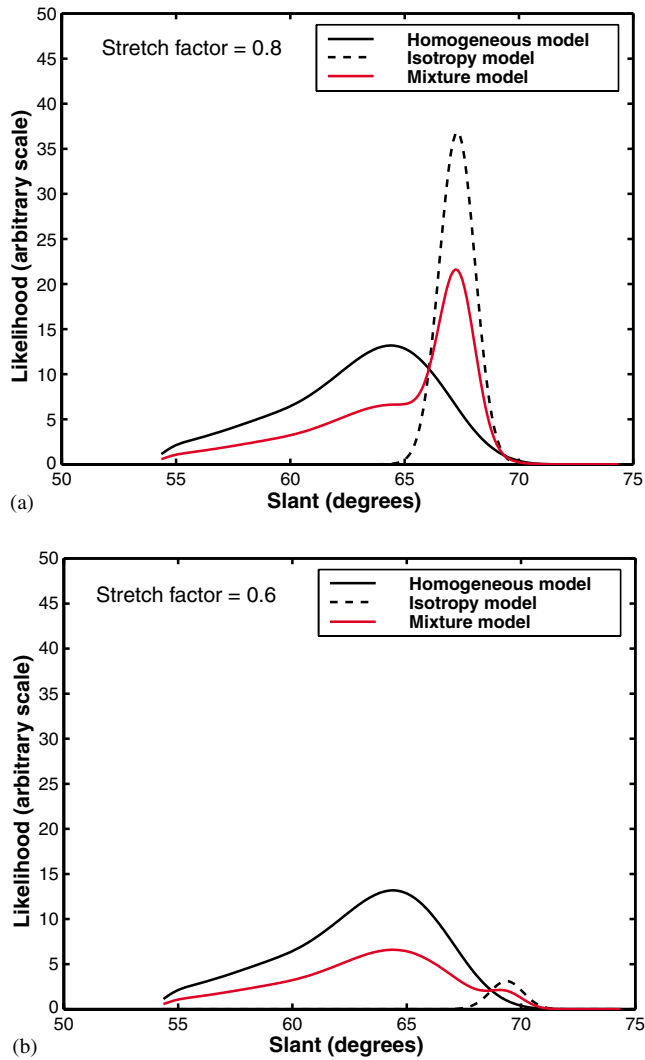 50
45
40
35
30
25
20
15
10
5
0
Likelihood (arbitrary scale)
Stretch factor = 0.8
Homogeneous model
Isotropy model
Mixture model
50 55 60 65 70 75
Slant (degrees)
(a)
50
45
40
35
30
25
20
15
10
5
0
Likelihood (arbitrary scale)
Stretch factor = 0.6
Homogeneous model
Isotropy model
Mixture model
50 55 60 65 70 75
Slant (degrees)
(b)